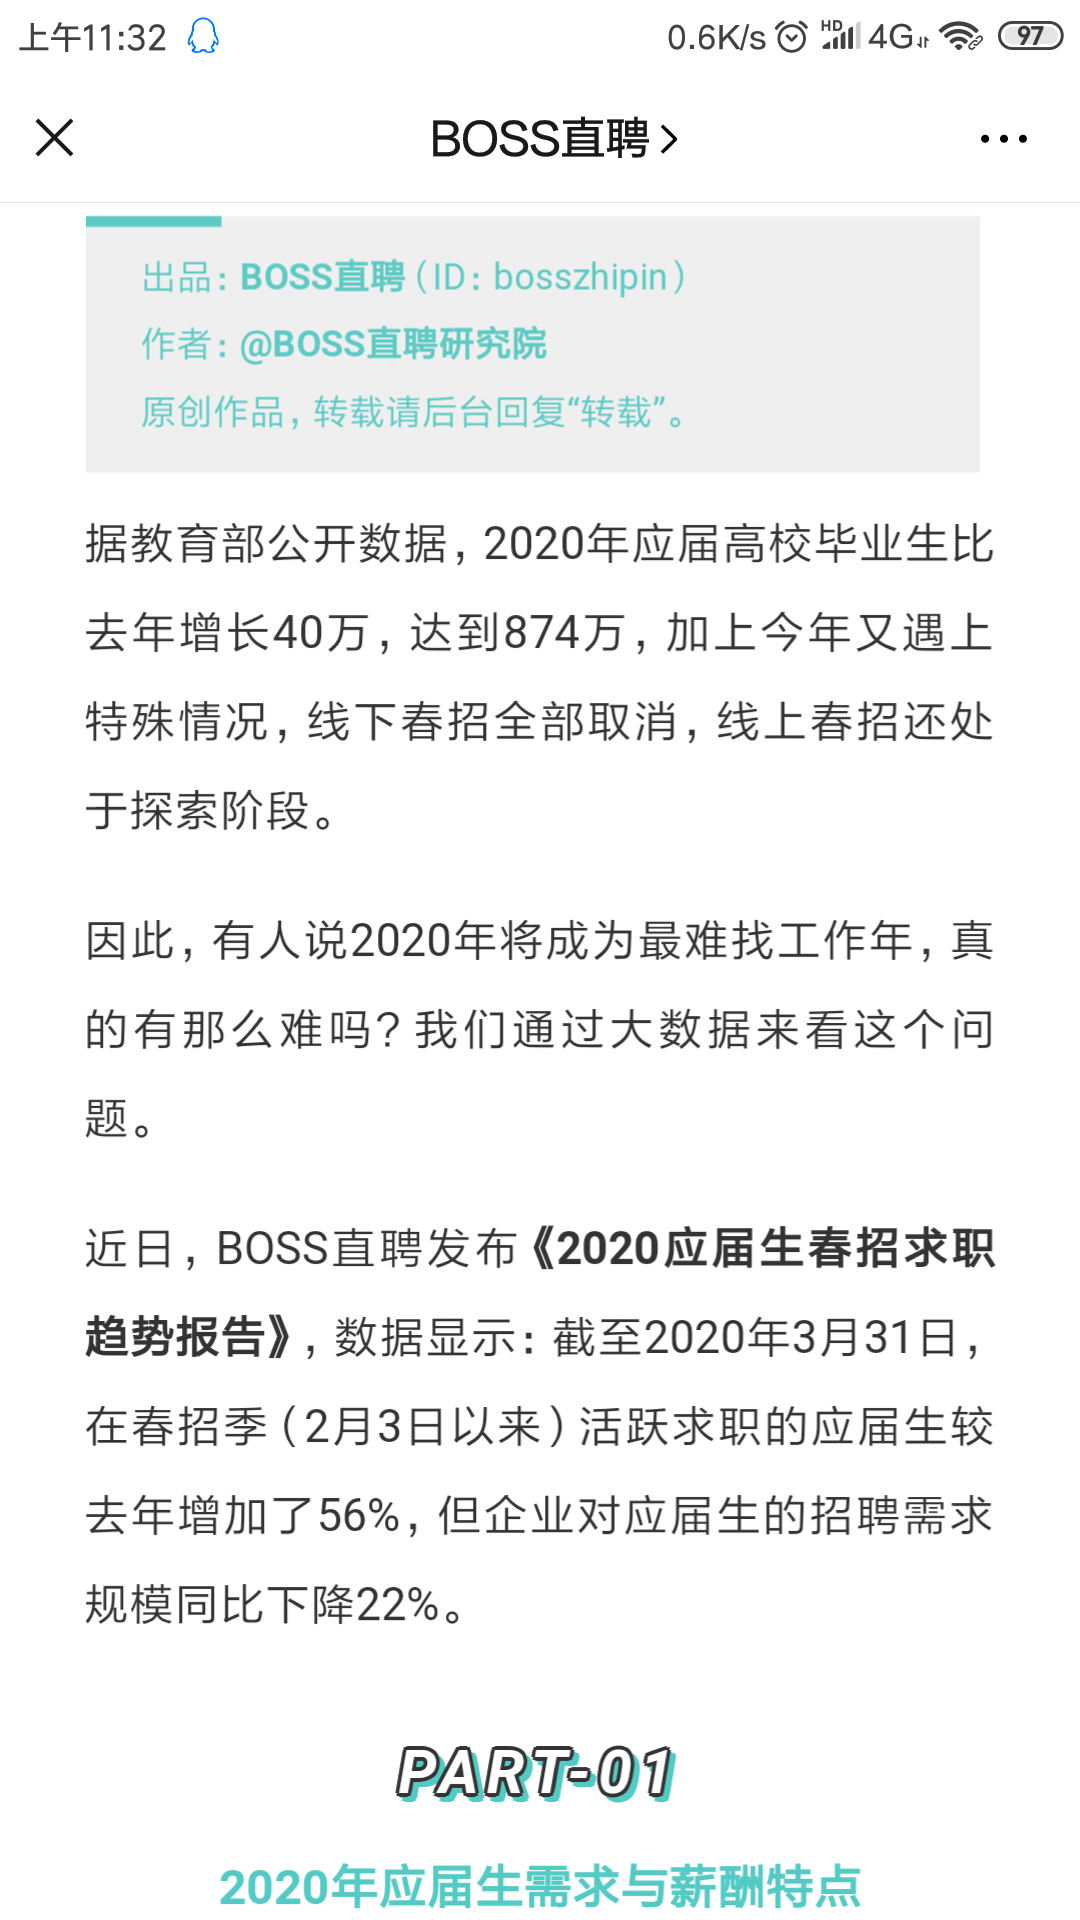 上午11:32 0.6K/s HD 4G 97
BOSS直聘
出品：BOSS直聘（ID：bosszhipin）
作者：@BOSS直聘研究院
原创作品，转载请后台回复“转载”。
据教育部公开数据，2020年应届高校毕业生比
去年增长40万，达到874万，加上今年又遇上
特殊情况，线下春招全部取消，线上春招还处
于探索阶段。
因此，有人说2020年将成为最难找工作年，真
的有那么难吗？我们通过大数据来看这个问
题。
近日，BOSS直聘发布《2020应届生春招求职
趋势报告》，数据显示：截至2020年3月31日，
在春招季（2月3日以来）活跃求职的应届生较
去年增加了56%，但企业对应届生的招聘需求
规模同比下降22%。
PART-01
2020年应届生需求与薪酬特点